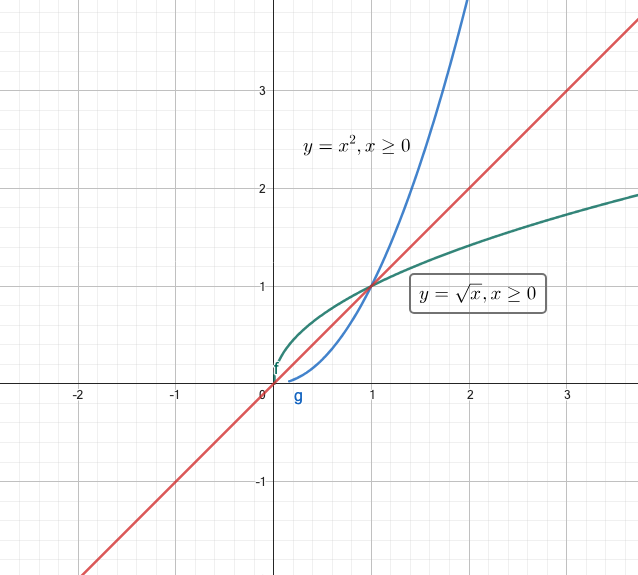 3
y = x², x ≥ 0
2
1
y = √x, x ≥ 0
f
-2 -1 0 1 2 3
g
-1